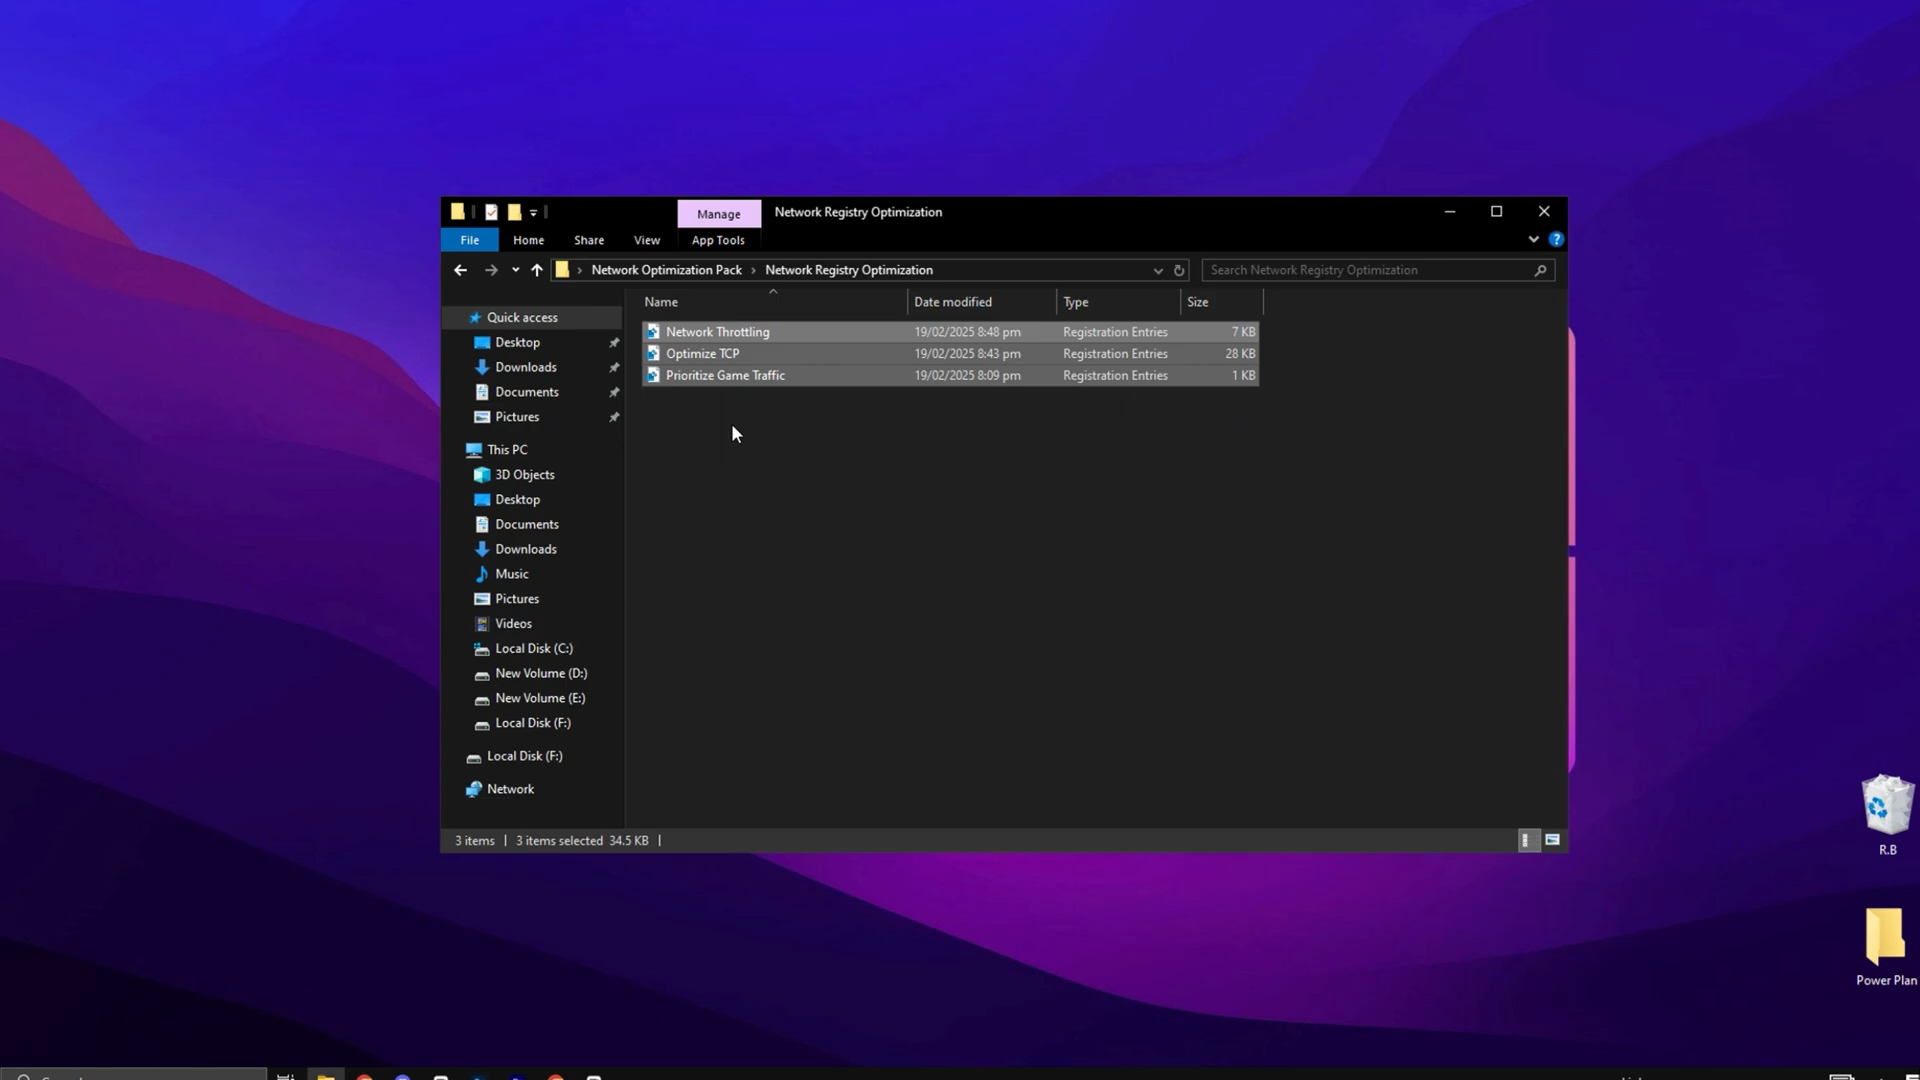 Manage
Network Registry Optimization
File
Home
Share
View
App Tools
Network Optimization Pack
Network Registry Optimization
Search Network Registry Optimization
Name
Date modified
Type
Size
Network Throttling
19/02/2025 8:48 pm
Registration Entries
7 KB
Optimize TCP
19/02/2025 8:43 pm
Registration Entries
28 KB
Prioritize Game Traffic
19/02/2025 8:09 pm
Registration Entries
1 KB
Quick access
Desktop
Downloads
Documents
Pictures
This PC
3D Objects
Desktop
Documents
Downloads
Music
Pictures
Videos
Local Disk (C:)
New Volume (D:)
New Volume (E:)
Local Disk (F:)
Local Disk (F:)
Network
3 items
3 items selected 34.5 KB
R.B
Power Plan